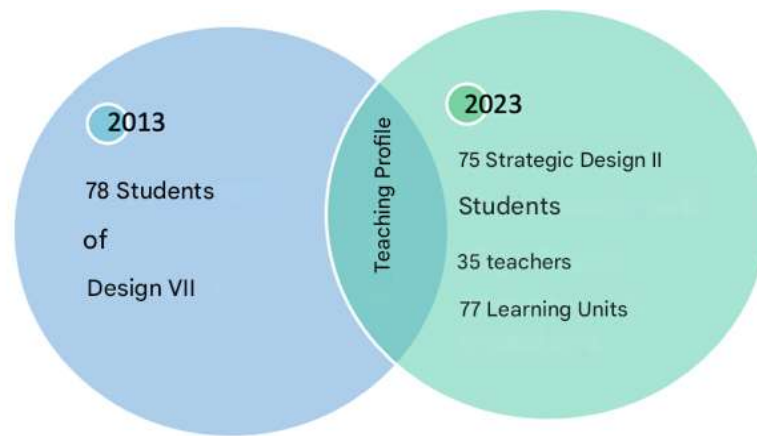 2013
78 Students
of
Design VII
Teaching Profile
2023
75 Strategic Design II
Students
35 teachers
77 Learning Units